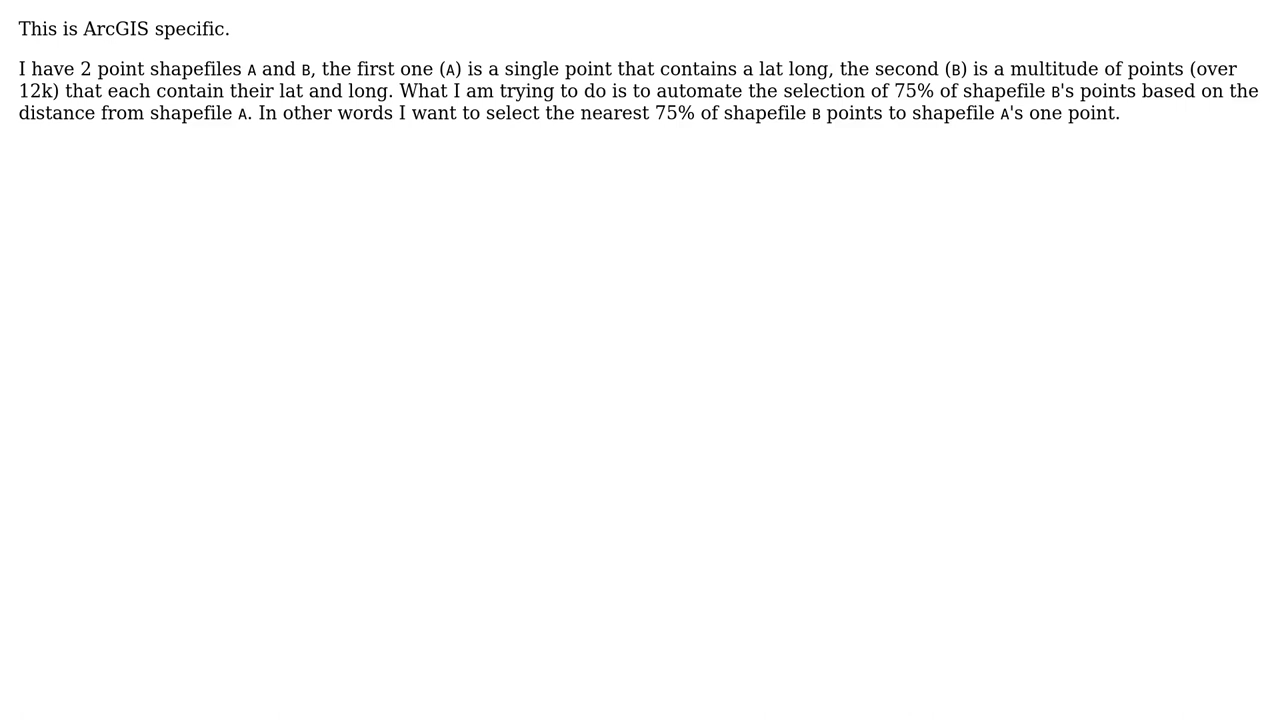 This is ArcGIS specific.
I have 2 point shapefiles A and B, the first one (A) is a single point that contains a lat long, the second (B) is a multitude of points (over
12k) that each contain their lat and long. What I am trying to do is to automate the selection of 75% of shapefile B's points based on the
distance from shapefile A. In other words I want to select the nearest 75% of shapefile B points to shapefile A's one point.